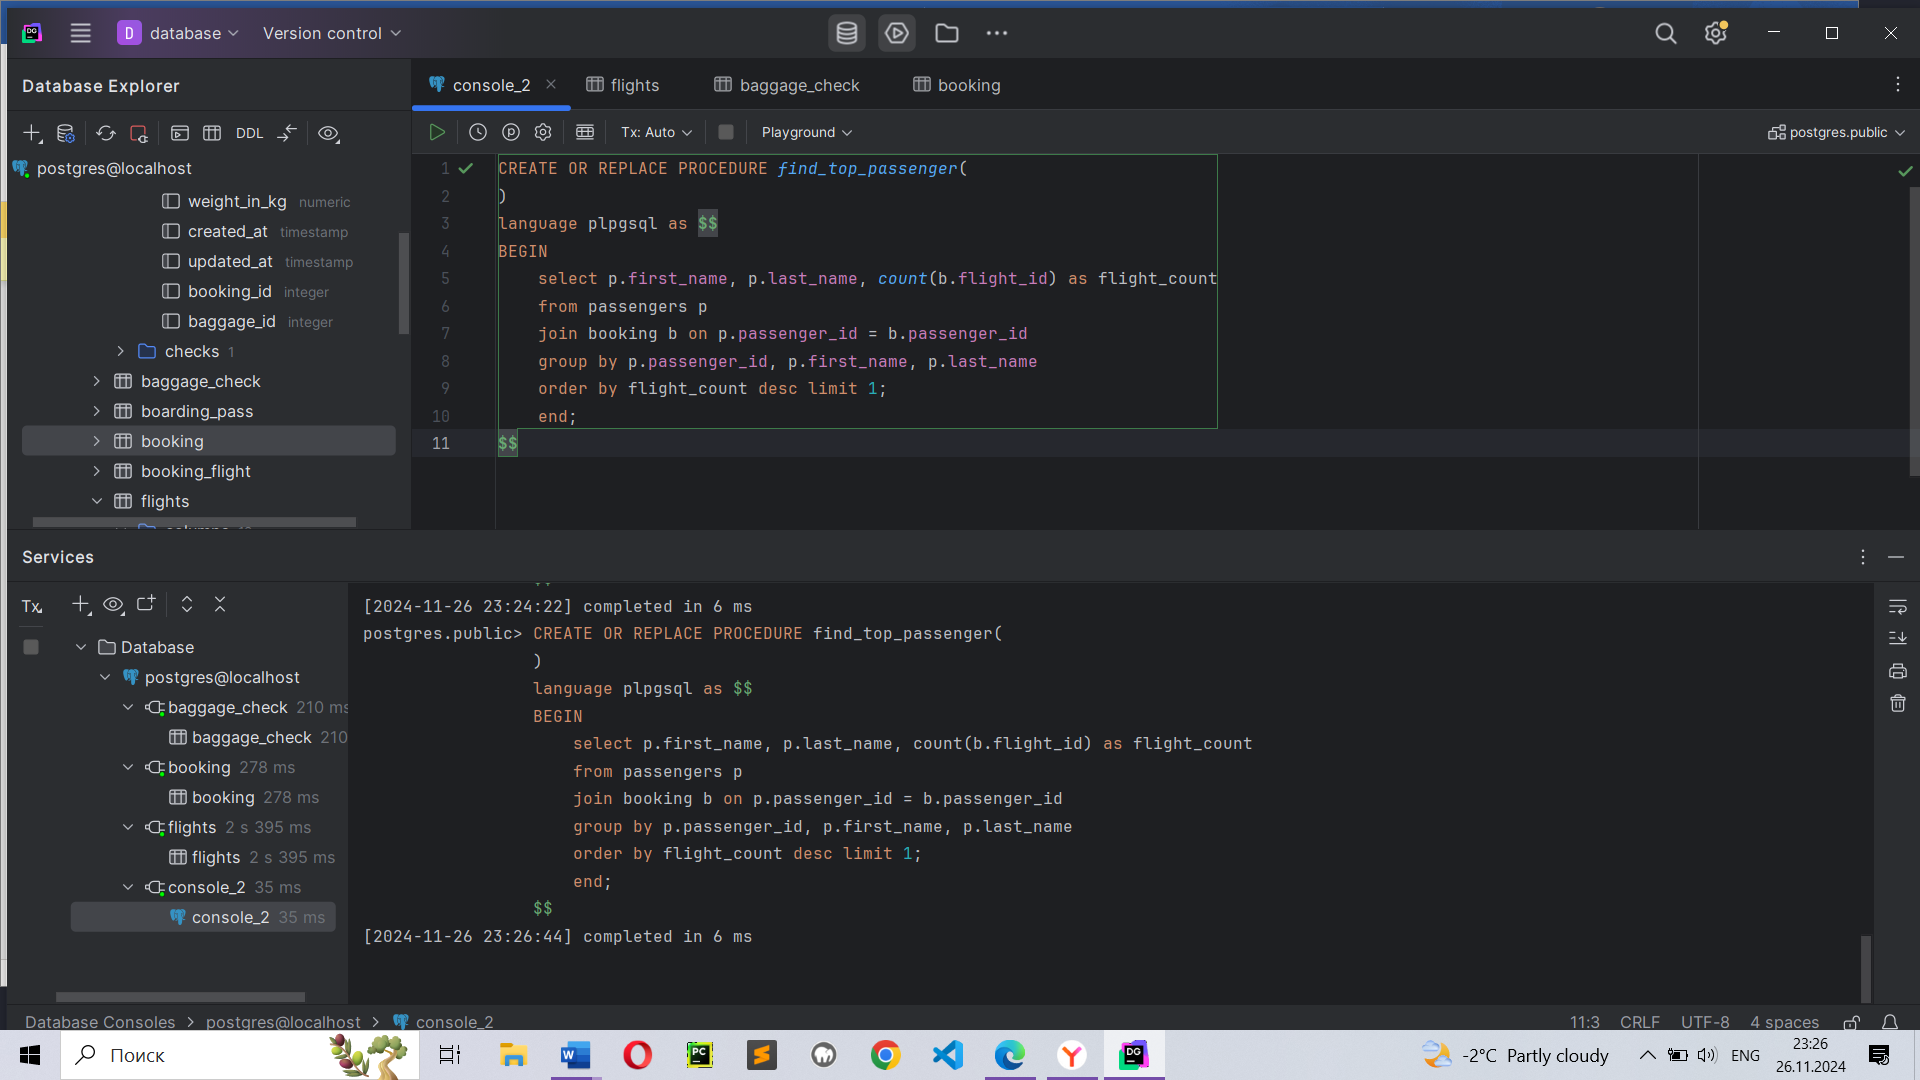 D database Version control
Database Explorer
console_2 flights baggage_check booking
DDL
Tx: Auto Playground postgres.public
postgres@localhost
weight_in_kg numeric
created_at timestamp
updated_at timestamp
booking_id integer
baggage_id integer
checks 1
baggage_check
boarding_pass
booking
booking_flight
flights
1 CREATE OR REPLACE PROCEDURE find_top_passenger(
2 )
3 language plpgsql as $$
4 BEGIN
5 select p.first_name, p.last_name, count(b.flight_id) as flight_count
6 from passengers p
7 join booking b on p.passenger_id = b.passenger_id
8 group by p.passenger_id, p.first_name, p.last_name
9 order by flight_count desc limit 1;
10 end;
11 $$
Services
Tx
Database
postgres@localhost
baggage_check 210 ms
baggage_check 210
booking 278 ms
booking 278 ms
flights 2 s 395 ms
flights 2 s 395 ms
console_2 35 ms
console_2 35 ms
[2024-11-26 23:24:22] completed in 6 ms
postgres.public> CREATE OR REPLACE PROCEDURE find_top_passenger(
)
language plpgsql as $$
BEGIN
select p.first_name, p.last_name, count(b.flight_id) as flight_count
from passengers p
join booking b on p.passenger_id = b.passenger_id
group by p.passenger_id, p.first_name, p.last_name
order by flight_count desc limit 1;
end;
$$
[2024-11-26 23:26:44] completed in 6 ms
Database Consoles > postgres@localhost > console_2
11:3 CRLF UTF-8 4 spaces
Поиск
-2°C Partly cloudy
ENG
23:26
26.11.2024